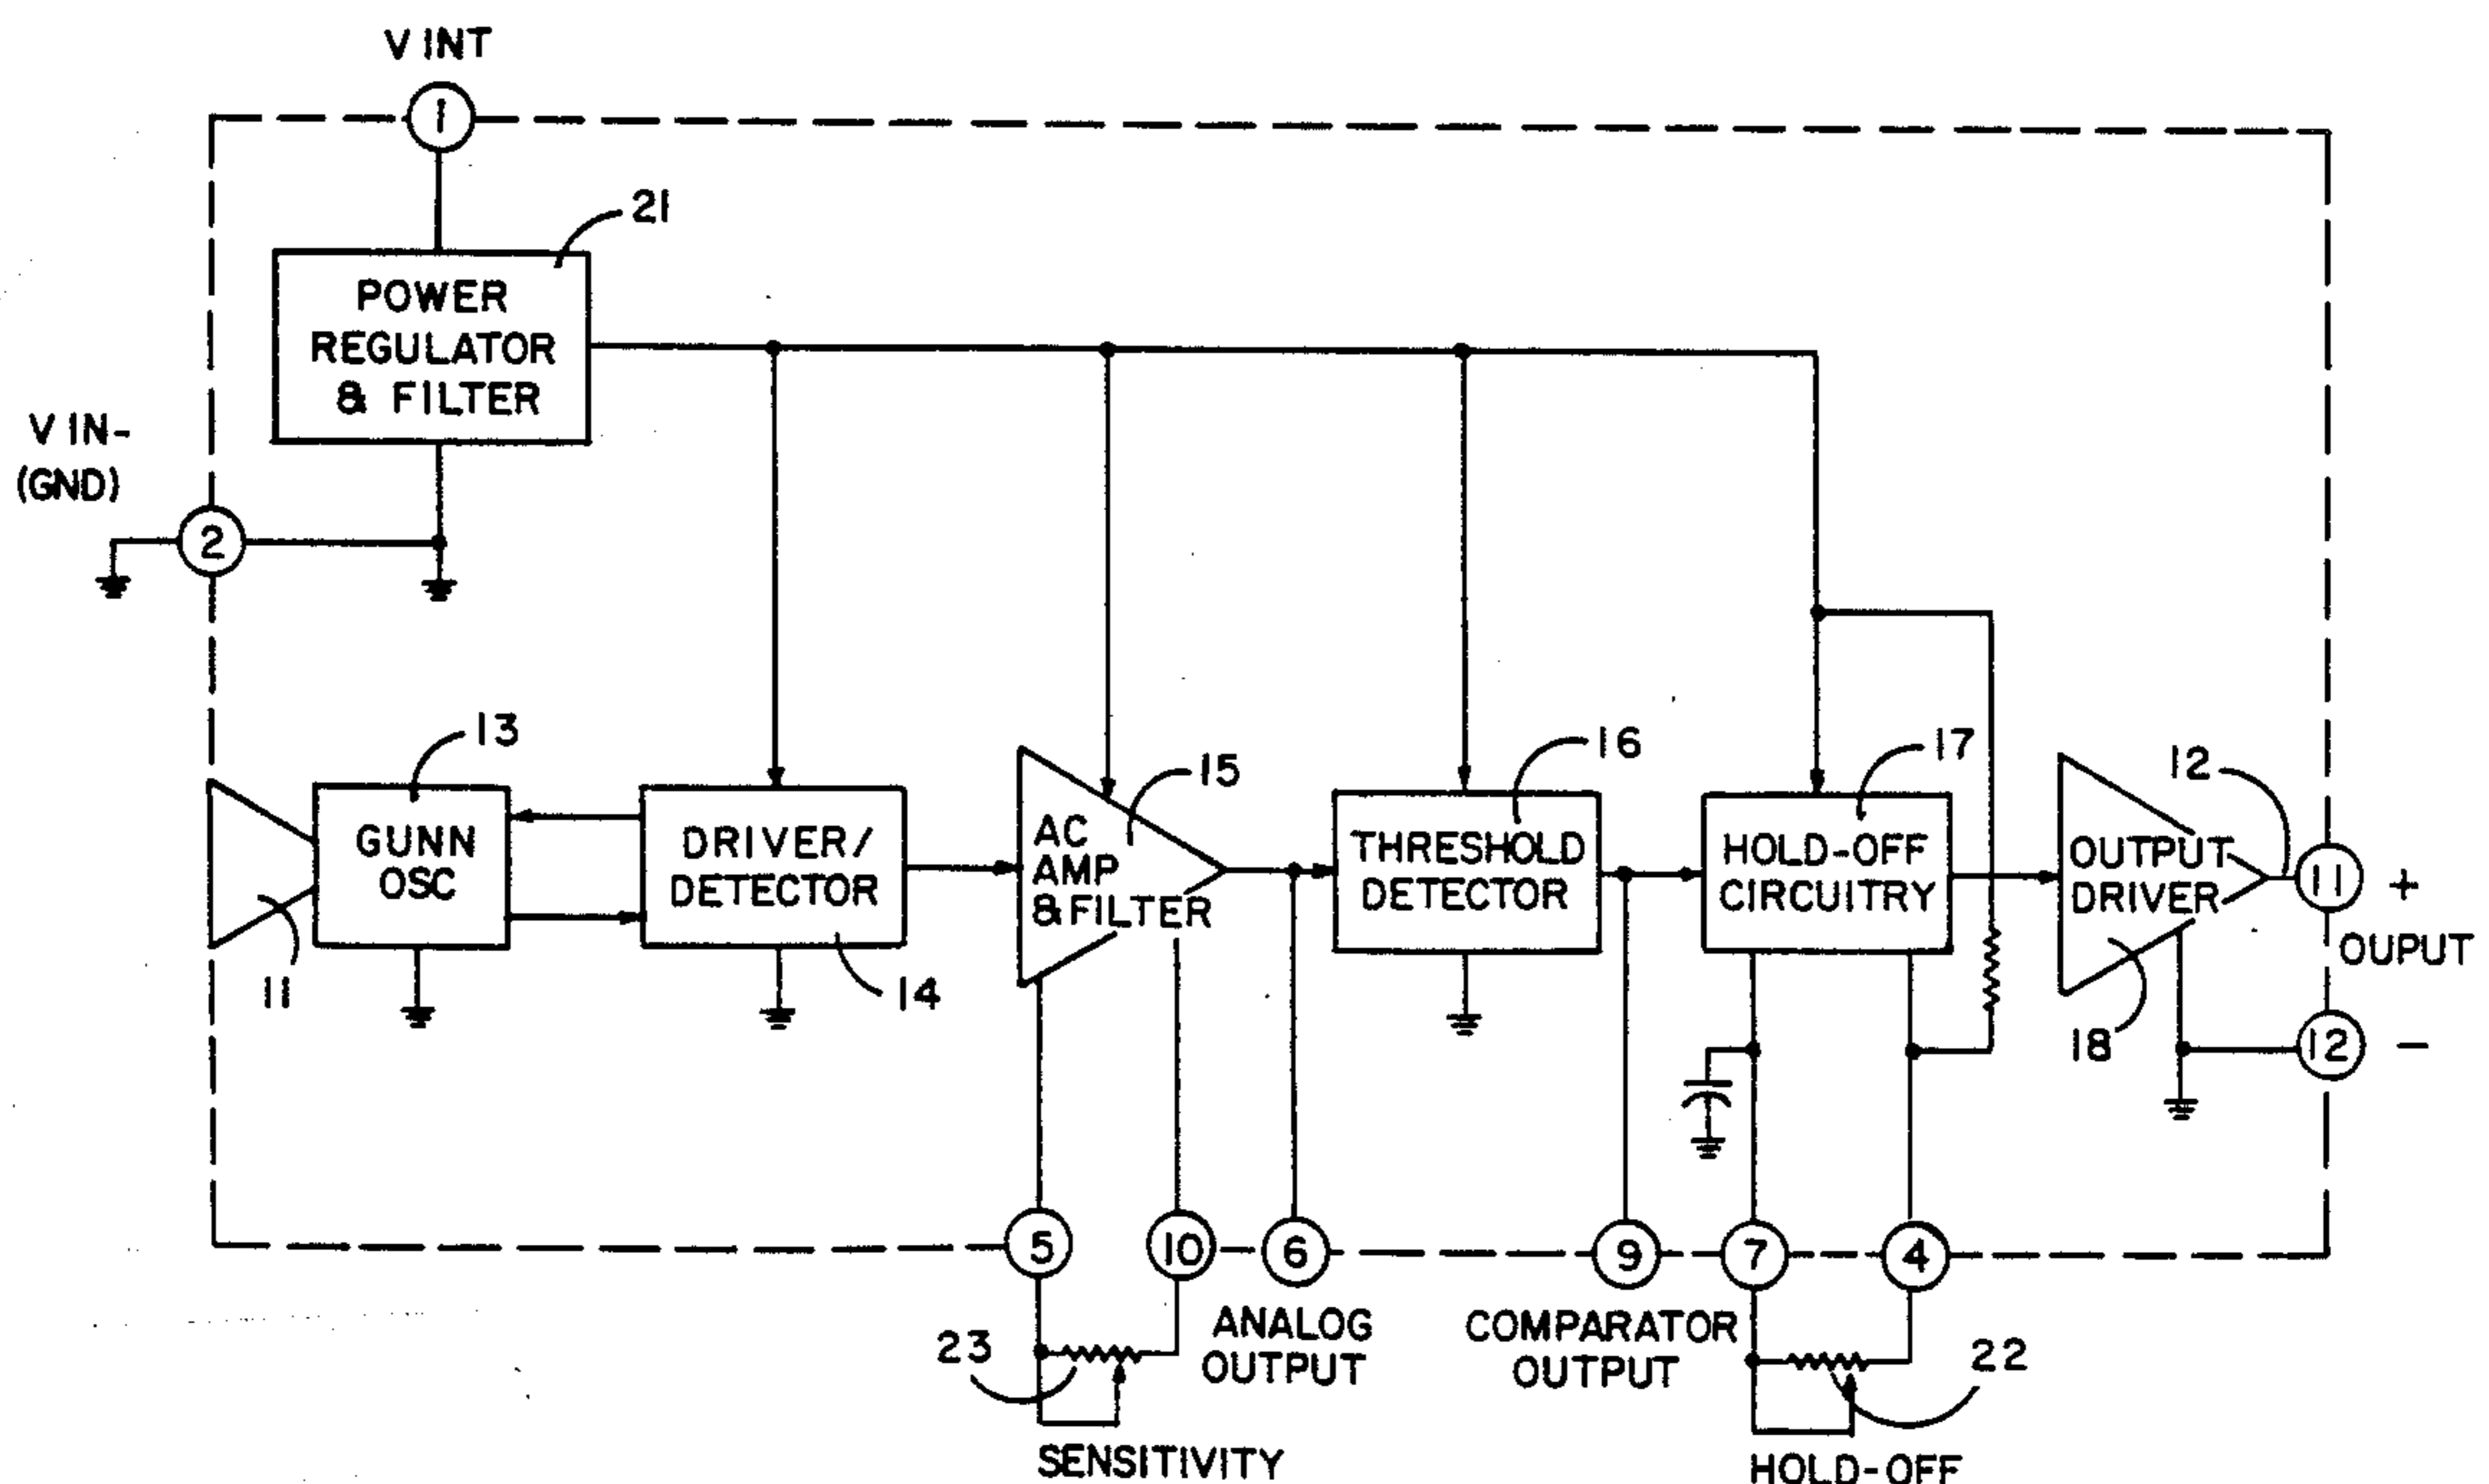 V INT
1
21
POWER
REGULATOR
& FILTER
V IN-
(GND)
2
13
GUNN
OSC
11
DRIVER/
DETECTOR
14
15
AC
AMP
& FILTER
16
THRESHOLD
DETECTOR
17
HOLD-OFF
CIRCUITRY
12
OUTPUT
DRIVER
18
11
+
OUPUT
12
-
5
10
6
9
7
4
23
ANALOG
OUTPUT
COMPARATOR
OUTPUT
22
SENSITIVITY
HOLD-OFF